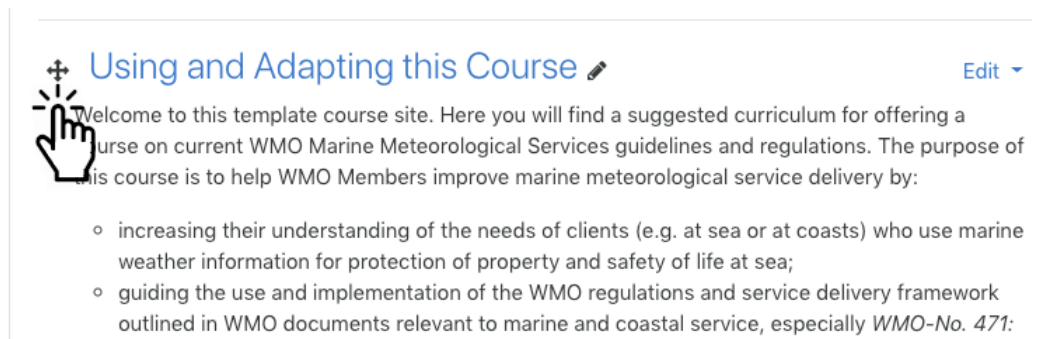 Using and Adapting this Course
Edit
Welcome to this template course site. Here you will find a suggested curriculum for offering a
course on current WMO Marine Meteorological Services guidelines and regulations. The purpose of
this course is to help WMO Members improve marine meteorological service delivery by:
increasing their understanding of the needs of clients (e.g. at sea or at coasts) who use marine
weather information for protection of property and safety of life at sea;
guiding the use and implementation of the WMO regulations and service delivery framework
outlined in WMO documents relevant to marine and coastal service, especially WMO-No. 471: